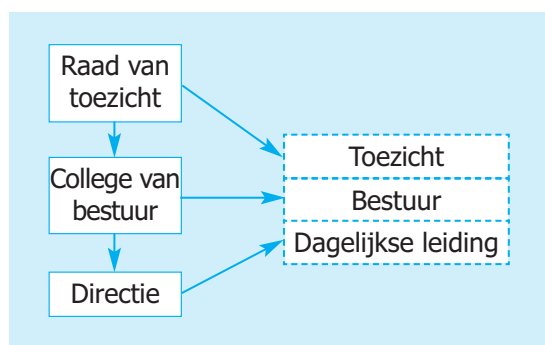 Raad van
toezicht
College van
bestuur
Directie
Toezicht
Bestuur
Dagelijkse leiding